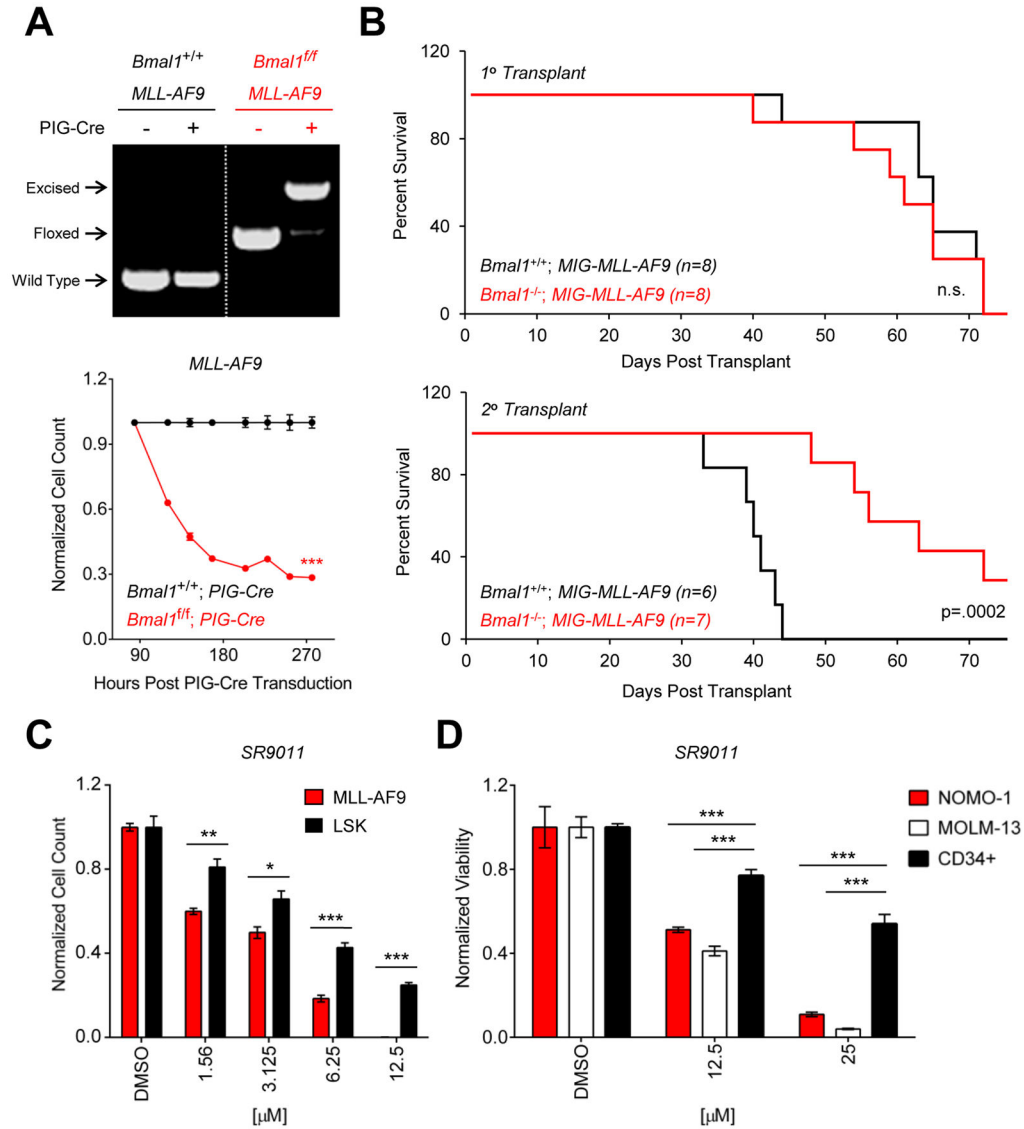 A
Bmal1+/+ Bmal1f/f
MLL-AF9 MLL-AF9
PIG-Cre - + - +
Excised
Floxed
Wild Type
MLL-AF9
Normalized Cell Count
1.2
0.9
0.6
0.3
0.0
***
Bmal1+/+; PIG-Cre
Bmal1f/f; PIG-Cre
90 180 270
Hours Post PIG-Cre Transduction
B
1º Transplant
Percent Survival
120
80
40
0
Bmal1+/+; MIG-MLL-AF9 (n=8)
Bmal1-/-; MIG-MLL-AF9 (n=8)
n.s.
0 10 20 30 40 50 60 70
Days Post Transplant
2º Transplant
Percent Survival
120
80
40
0
Bmal1+/+; MIG-MLL-AF9 (n=6)
Bmal1-/-; MIG-MLL-AF9 (n=7)
p=.0002
0 10 20 30 40 50 60 70
Days Post Transplant
C
SR9011
Normalized Cell Count
1.2
0.8
0.4
0.0
MLL-AF9
LSK
** * *** ***
DMSO 1.56 3.125 6.25 12.5
[µM]
D
SR9011
Normalized Viability
1.2
0.8
0.4
0.0
NOMO-1
MOLM-13
CD34+
***
***
***
***
DMSO 12.5 25
[µM]